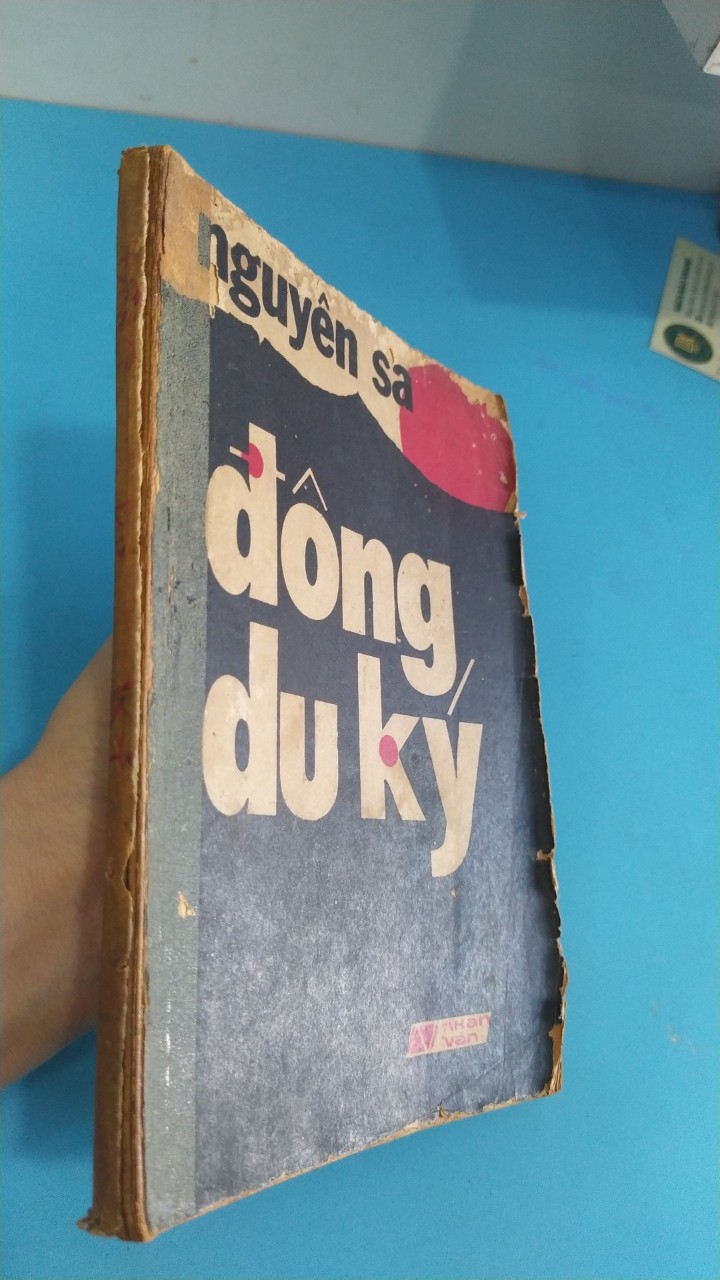 nguyên sa
đông
du ký
nhân
văn